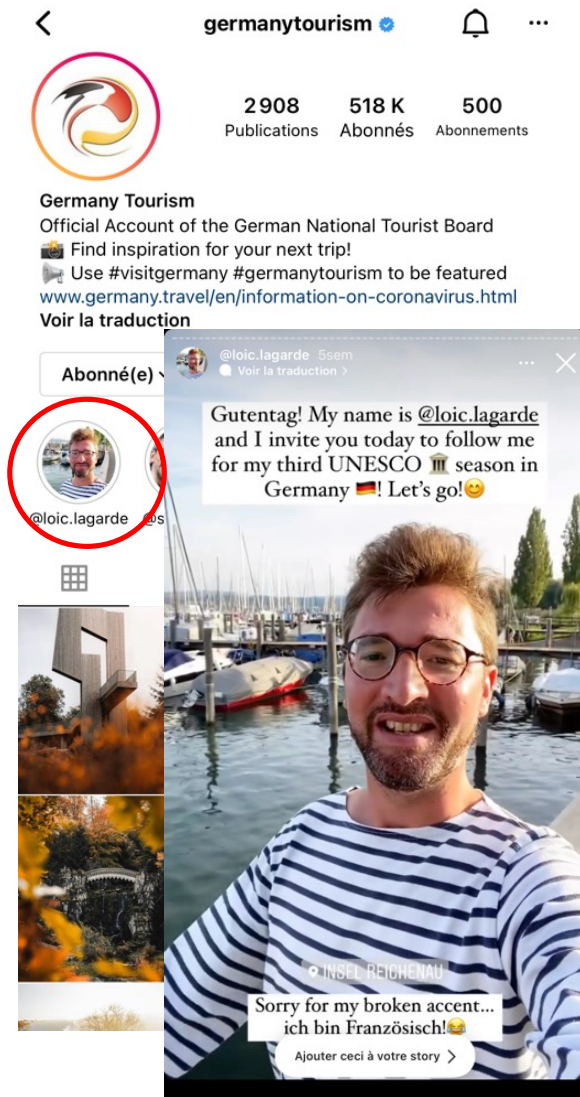 germanytourism
2 908 518 K 500
Publications Abonnés Abonnements
Germany Tourism
Official Account of the German National Tourist Board
📸 Find inspiration for your next trip!
📢 Use #visitgermany #germanytourism to be featured
www.germany.travel/en/information-on-coronavirus.html
Voir la traduction
Abonné(e)
@loic.lagarde @s
@loic.lagarde 5sem
Voir la traduction >
Gutentag! My name is @loic.lagarde
and I invite you today to follow me
for my third UNESCO 🏛️ season in
Germany 🇩🇪! Let's go!😊
INSEL REICHENAU
Sorry for my broken accent...
ich bin Französisch!😂
Ajouter ceci à votre story >